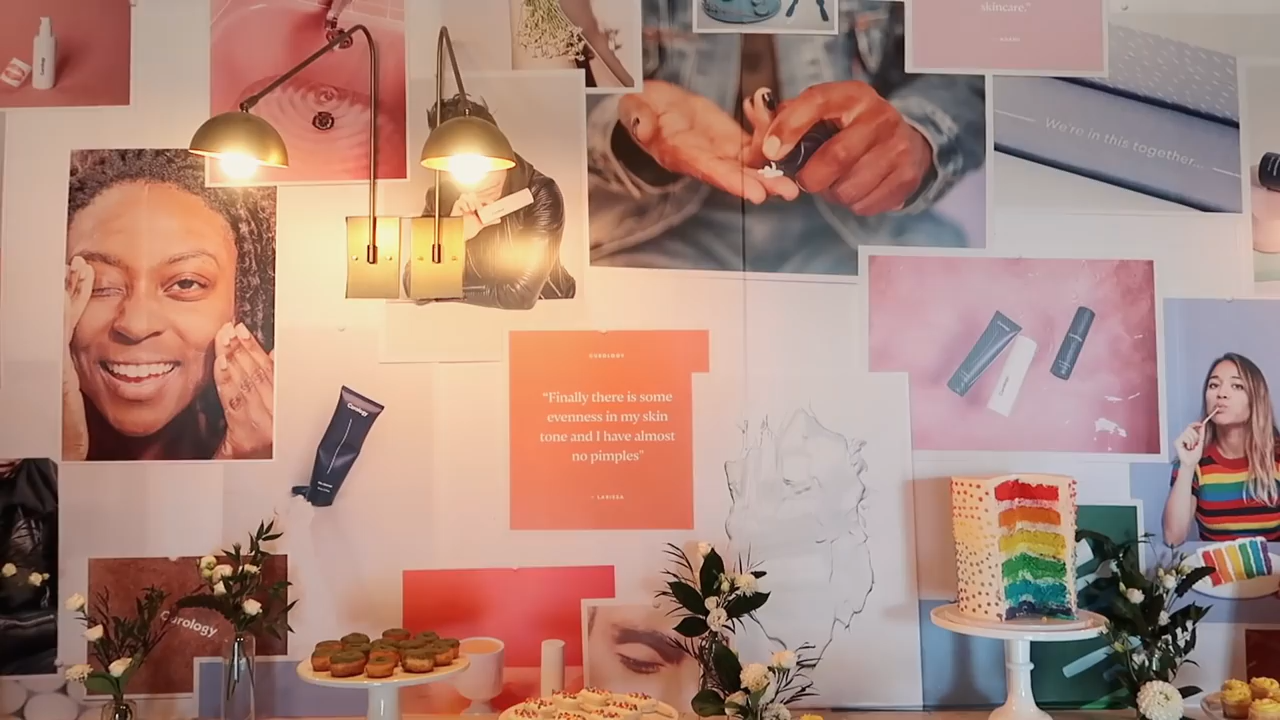 skincare."
We're in this together...
CUROLOGY
"Finally there is some
evenness in my skin
tone and I have almost
no pimples"
- LARISSA
Curology
Curology
Curology